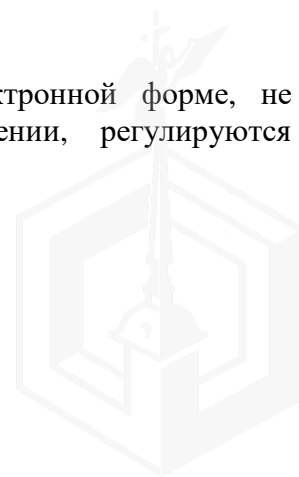 ктронной форме, не
ении, регулируются